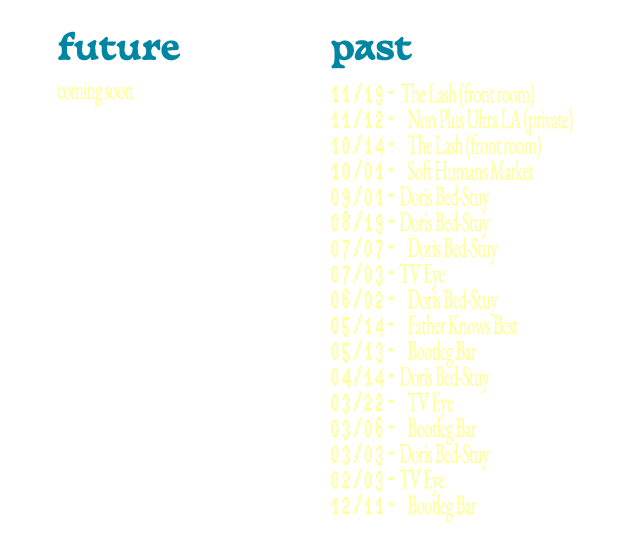 future
coming soon
past
11/19 - The Lash (front room)
11/12 - Non Plus Ultra LA (private)
10/14 - The Lash (front room)
10/01 - Soft Humans Market
09/01 - Doris Bed-Stuy
08/19 - Doris Bed-Stuy
07/07 - Doris Bed-Stuy
07/03 - TV Eye
06/02 - Doris Bed-Stuy
05/14 - Father Knows Best
05/13 - Bootleg Bar
04/14 - Doris Bed-Stuy
03/22 - TV Eye
03/06 - Bootleg Bar
03/03 - Doris Bed-Stuy
02/03 - TV Eye
12/11 - Bootleg Bar